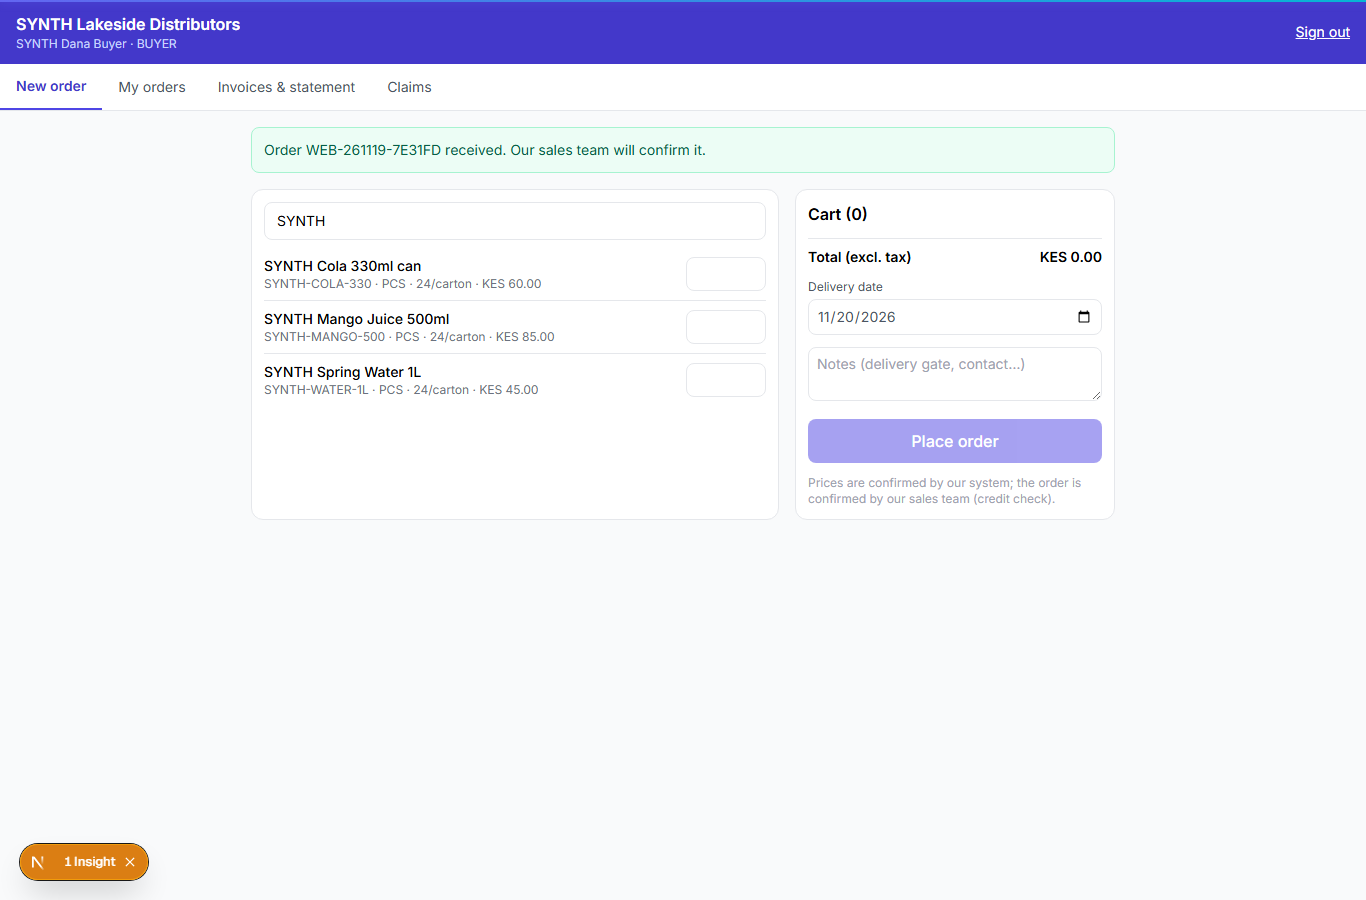 SYNTH Lakeside Distributors
SYNTH Dana Buyer · BUYER
Sign out
New order
My orders
Invoices & statement
Claims
Order WEB-261119-7E31FD received. Our sales team will confirm it.
SYNTH
SYNTH Cola 330ml can
SYNTH-COLA-330 · PCS · 24/carton · KES 60.00
SYNTH Mango Juice 500ml
SYNTH-MANGO-500 · PCS · 24/carton · KES 85.00
SYNTH Spring Water 1L
SYNTH-WATER-1L · PCS · 24/carton · KES 45.00
Cart (0)
Total (excl. tax) KES 0.00
Delivery date
11/20/2026
Notes (delivery gate, contact...)
Place order
Prices are confirmed by our system; the order is
confirmed by our sales team (credit check).
N 1 Insight ×